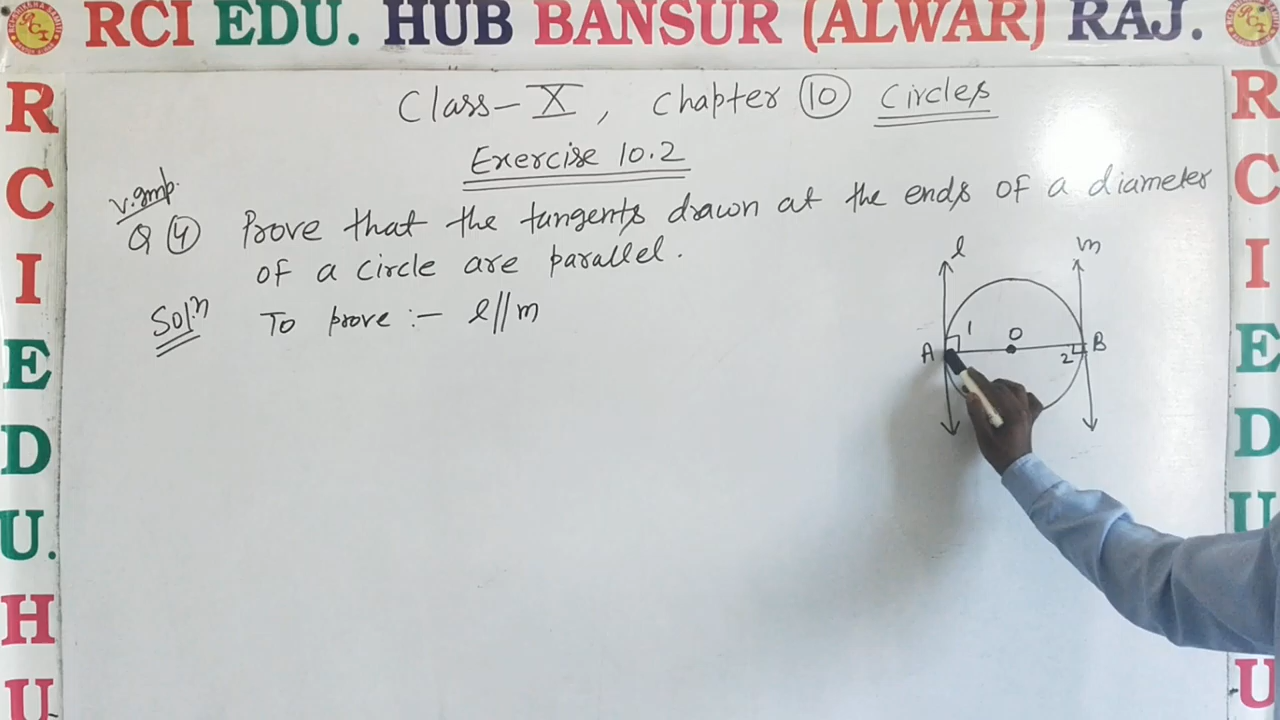 RCI EDU. HUB BANSUR (ALWAR) RAJ.
R
C
I
E
D
U.
H
U
Class-X, Chapter 10 Circles
Exercise 10.2
V.Imp.
Q 4 Prove that the tangents drawn at the ends of a diameter
of a circle are parallel.
Sol.n To prove :- l//m
l
m
1
O
A
2
B
R
C
I
E
D
U
U